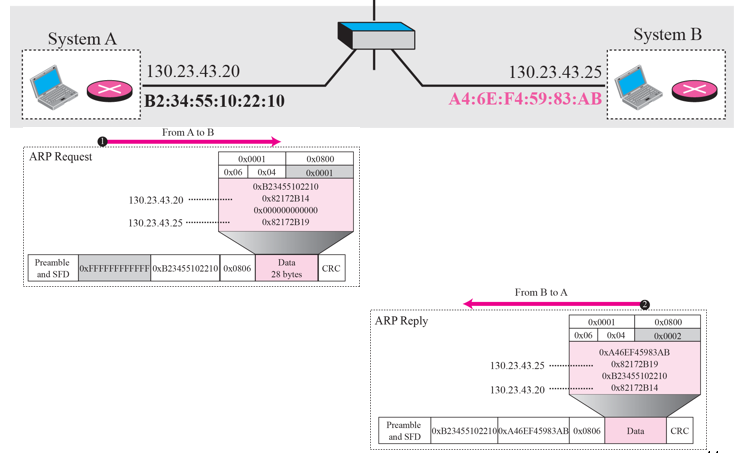 System A
System B
130.23.43.20
130.23.43.25
B2:34:55:10:22:10
A4:6E:F4:59:83:AB
1
From A to B
ARP Request
0x0001 0x0800
0x06 0x04 0x0001
0xB23455102210
130.23.43.20 0x82172B14
0x000000000000
130.23.43.25 0x82172B19
Preamble
and SFD
0xFFFFFFFFFFFF 0xB23455102210 0x0806
Data
28 bytes
CRC
From B to A
2
ARP Reply
0x0001 0x0800
0x06 0x04 0x0002
0xA46EF45983AB
130.23.43.25 0x82172B19
0xB23455102210
130.23.43.20 0x82172B14
Preamble
and SFD
0xB23455102210 0xA46EF45983AB 0x0806 Data CRC